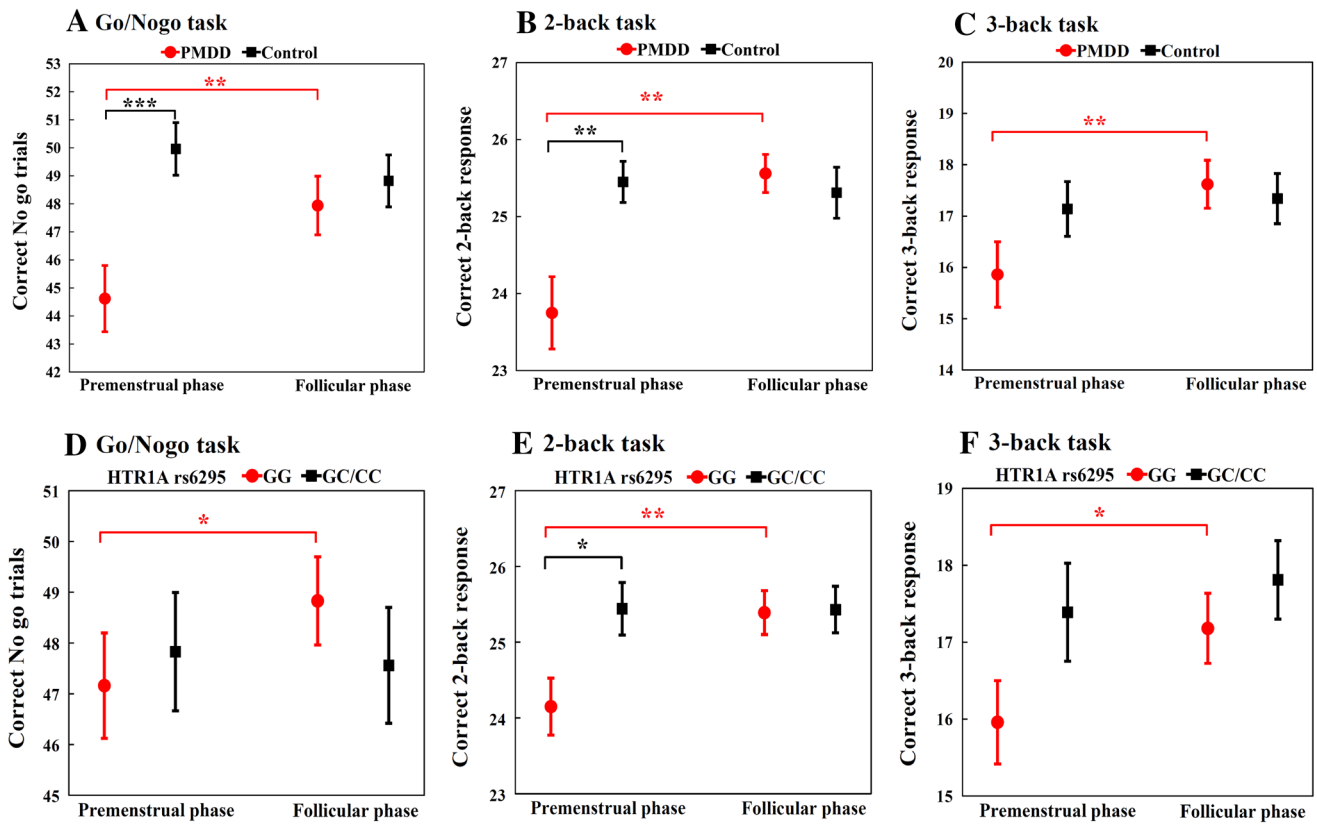 A Go/Nogo task
PMDD Control
Correct No go trials
53
52
51
50
49
48
47
46
45
44
43
42
***
**
Premenstrual phase Follicular phase
B 2-back task
PMDD Control
Correct 2-back response
27
26
25
24
23
**
**
Premenstrual phase Follicular phase
C 3-back task
PMDD Control
Correct 3-back response
20
19
18
17
16
15
14
**
Premenstrual phase Follicular phase
D Go/Nogo task
HTR1A rs6295 GG GC/CC
Correct No go trials
51
50
49
48
47
46
45
*
Premenstrual phase Follicular phase
E 2-back task
HTR1A rs6295 GG GC/CC
Correct 2-back response
27
26
25
24
23
**
*
Premenstrual phase Follicular phase
F 3-back task
HTR1A rs6295 GG GC/CC
Correct 3-back response
19
18
17
16
15
*
Premenstrual phase Follicular phase